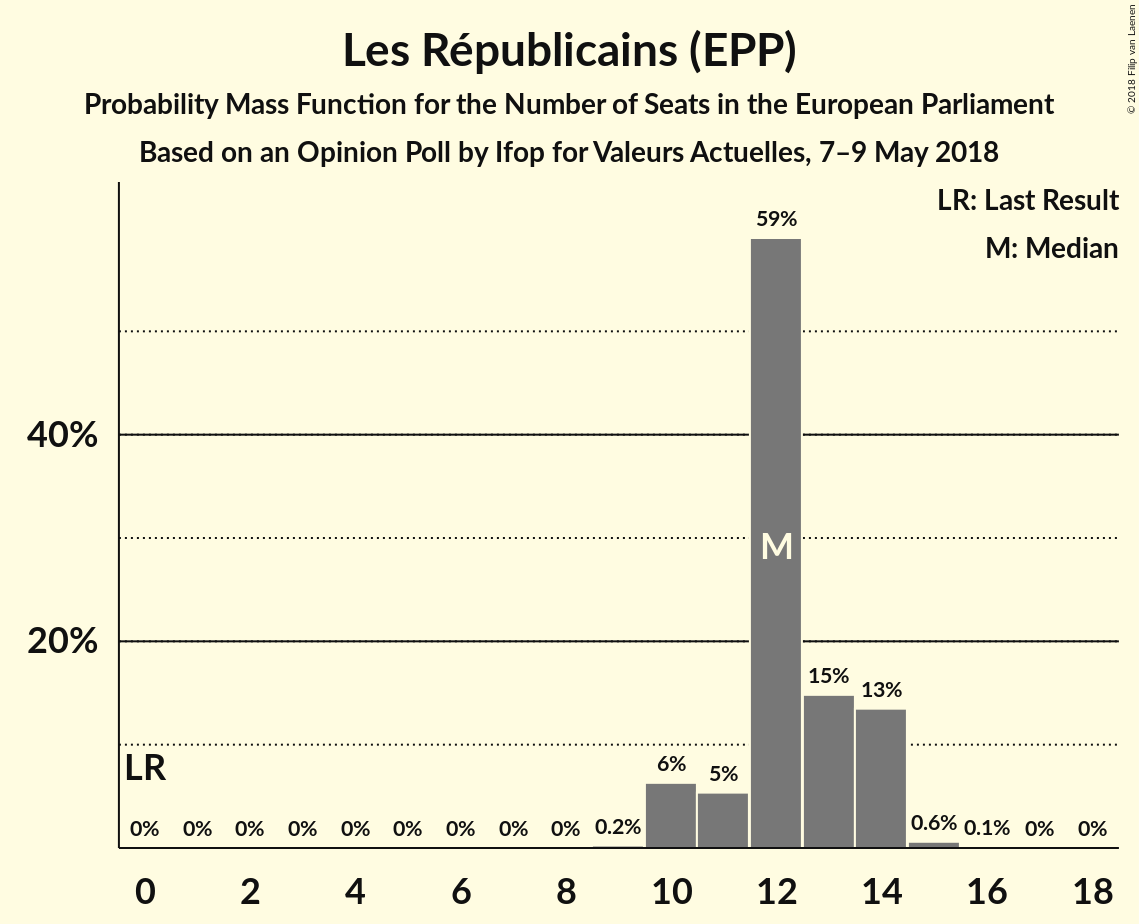 Les Républicains (EPP)
Probability Mass Function for the Number of Seats in the European Parliament
Based on an Opinion Poll by Ifop for Valeurs Actuelles, 7–9 May 2018
© 2018 Filip van Laenen
LR: Last Result
M: Median
59%
40%
M
20%
15%
13%
LR
6%
5%
0% 0% 0% 0% 0% 0% 0% 0% 0% 0.2% 0.6% 0.1% 0% 0%
0 2 4 6 8 10 12 14 16 18